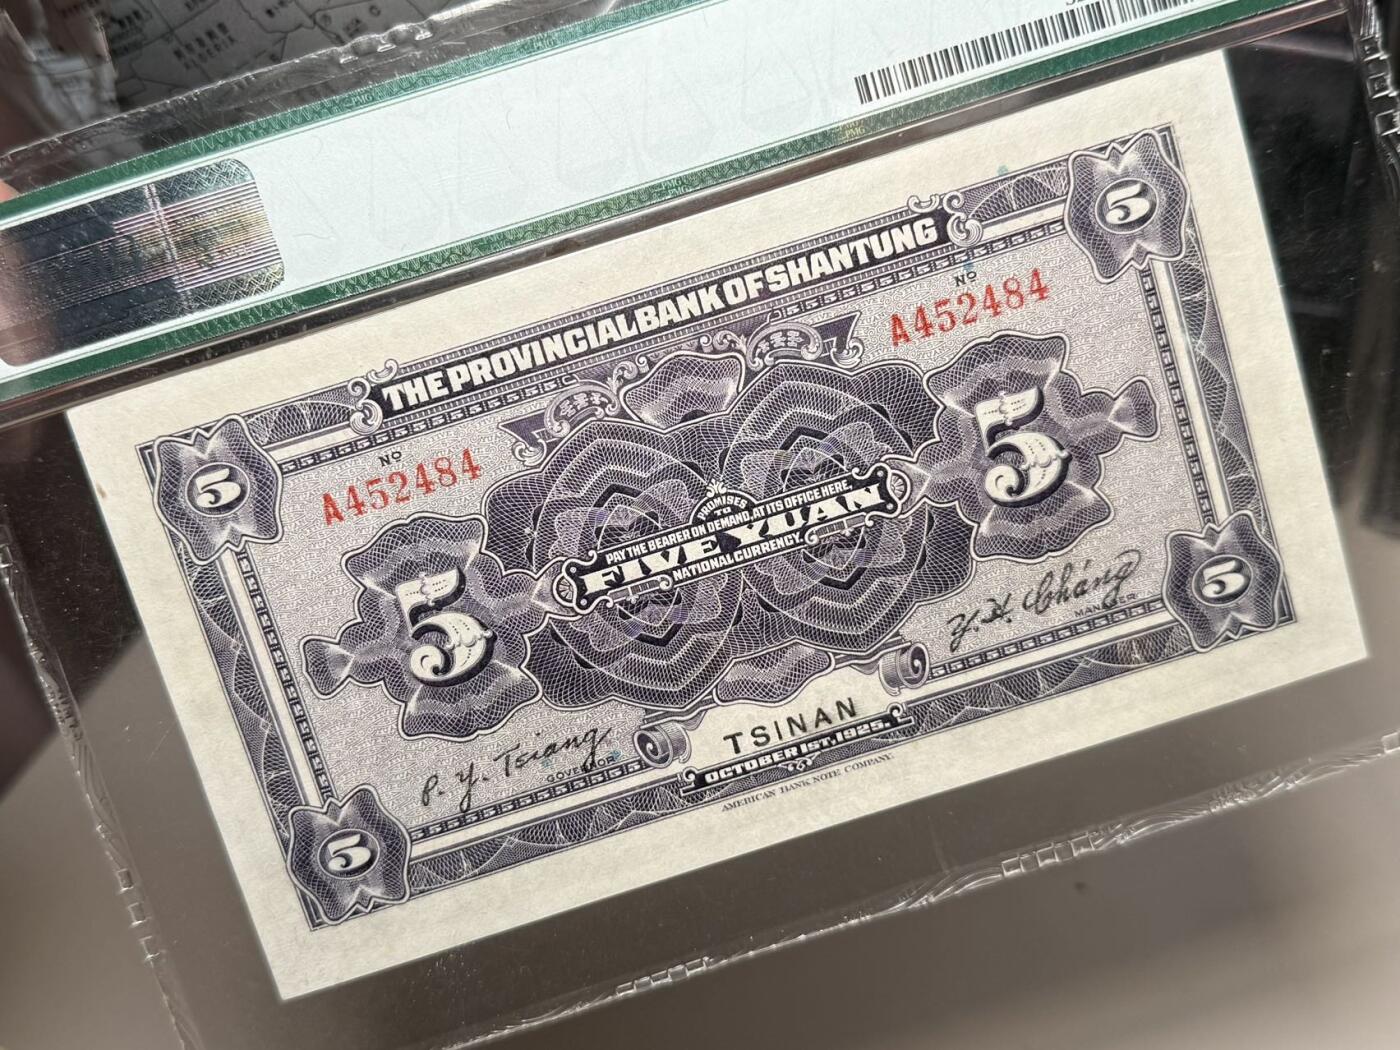 THE PROVINCIAL BANK OF SHANTUNG
5
5
Nº
A452484
Nº
A452484
5
5
PROMISES
TO
PAY THE BEARER ON DEMAND, AT ITS OFFICE HERE,
FIVE YUAN
NATIONAL CURRENCY.
P. Y. Tsiang
GOVERNOR
Y. H. Chang
MANAGER
TSINAN
OCTOBER 1ST, 1925.
5
5
AMERICAN BANK NOTE COMPANY.